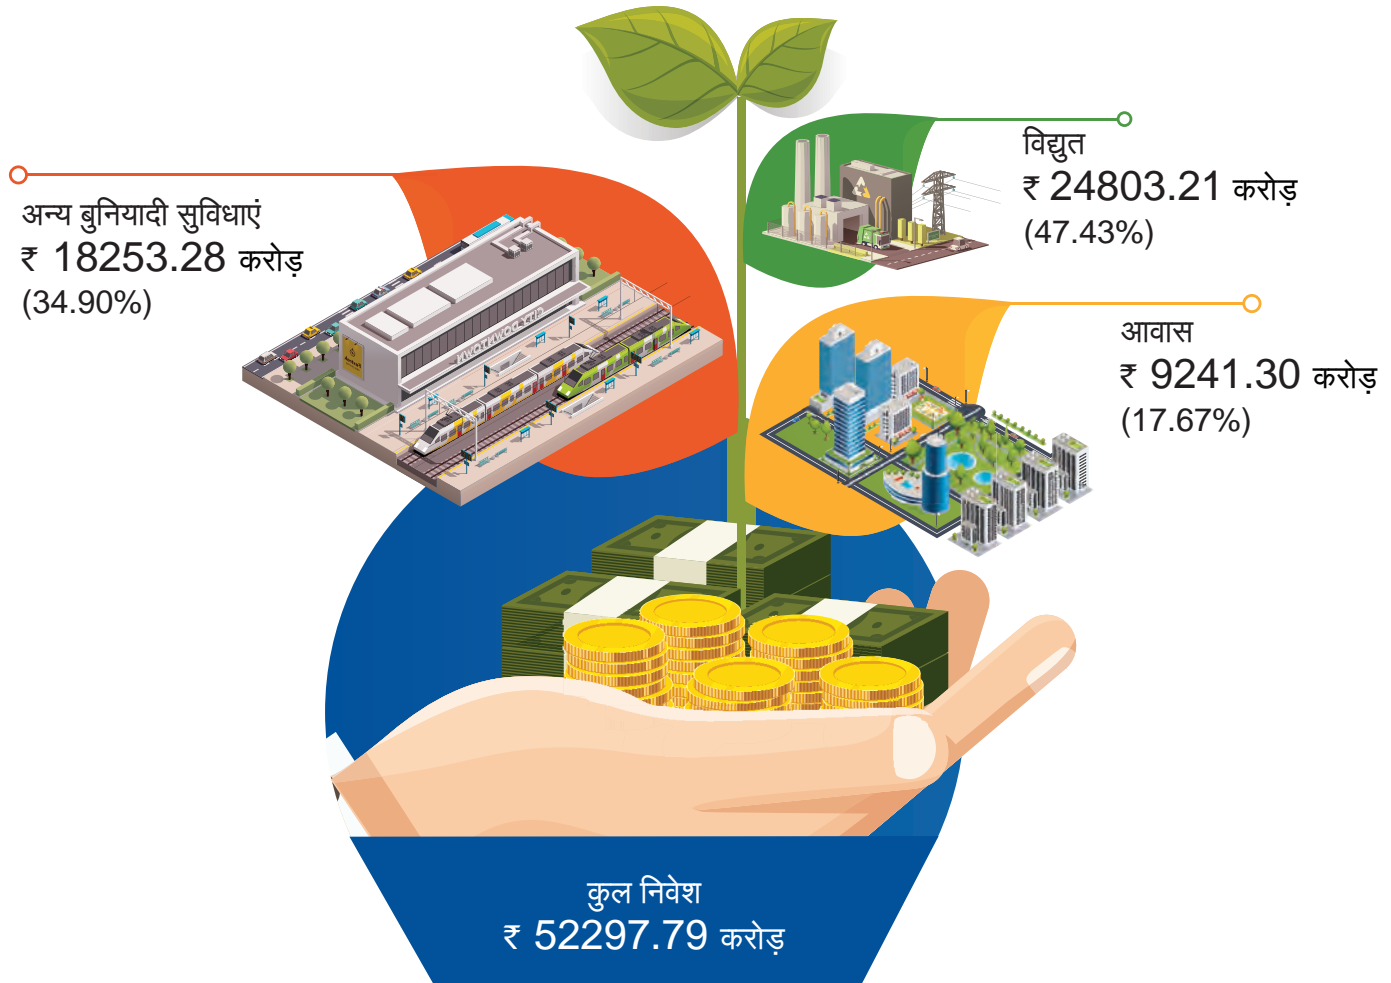 विद्युत
₹ 24803.21 करोड़
(47.43%)
अन्य बुनियादी सुविधाएं
₹ 18253.28 करोड़
(34.90%)
आवास
₹ 9241.30 करोड़
(17.67%)
कुल निवेश
₹ 52297.79 करोड़